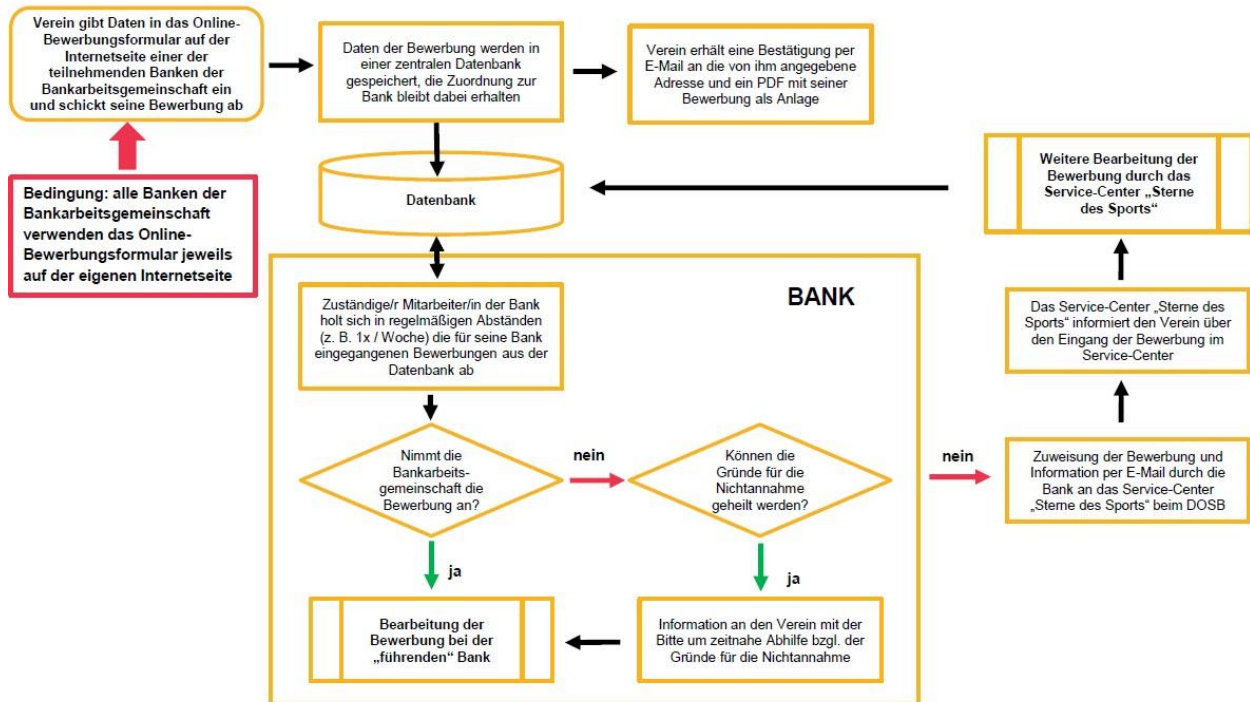 Verein gibt Daten in das Online-
Bewerbungsformular auf der
Internetseite einer der
teilnehmenden Banken der
Bankarbeitsgemeinschaft ein
und schickt seine Bewerbung ab
Daten der Bewerbung werden in
einer zentralen Datenbank
gespeichert, die Zuordnung zur
Bank bleibt dabei erhalten
Verein erhält eine Bestätigung per
E-Mail an die von ihm angegebene
Adresse und ein PDF mit seiner
Bewerbung als Anlage
Bedingung: alle Banken der
Bankarbeitsgemeinschaft
verwenden das Online-
Bewerbungsformular jeweils
auf der eigenen Internetseite
Datenbank
Weitere Bearbeitung der
Bewerbung durch das
Service-Center „Sterne
des Sports“
BANK
Zuständige/r Mitarbeiter/in der Bank
holt sich in regelmäßigen Abständen
(z. B. 1x / Woche) die für seine Bank
eingegangenen Bewerbungen aus der
Datenbank ab
Das Service-Center „Sterne des
Sports“ informiert den Verein über
den Eingang der Bewerbung im
Service-Center
Nimmt die
Bankarbeits-
gemeinschaft die
Bewerbung an?
nein
Können die
Gründe für die
Nichtannahme
geheilt werden?
nein
Zuweisung der Bewerbung und
Information per E-Mail durch die
Bank an das Service-Center
„Sterne des Sports“ beim DOSB
ja
ja
Bearbeitung der
Bewerbung bei der
„führenden“ Bank
Information an den Verein mit der
Bitte um zeitnahe Abhilfe bzgl. der
Gründe für die Nichtannahme